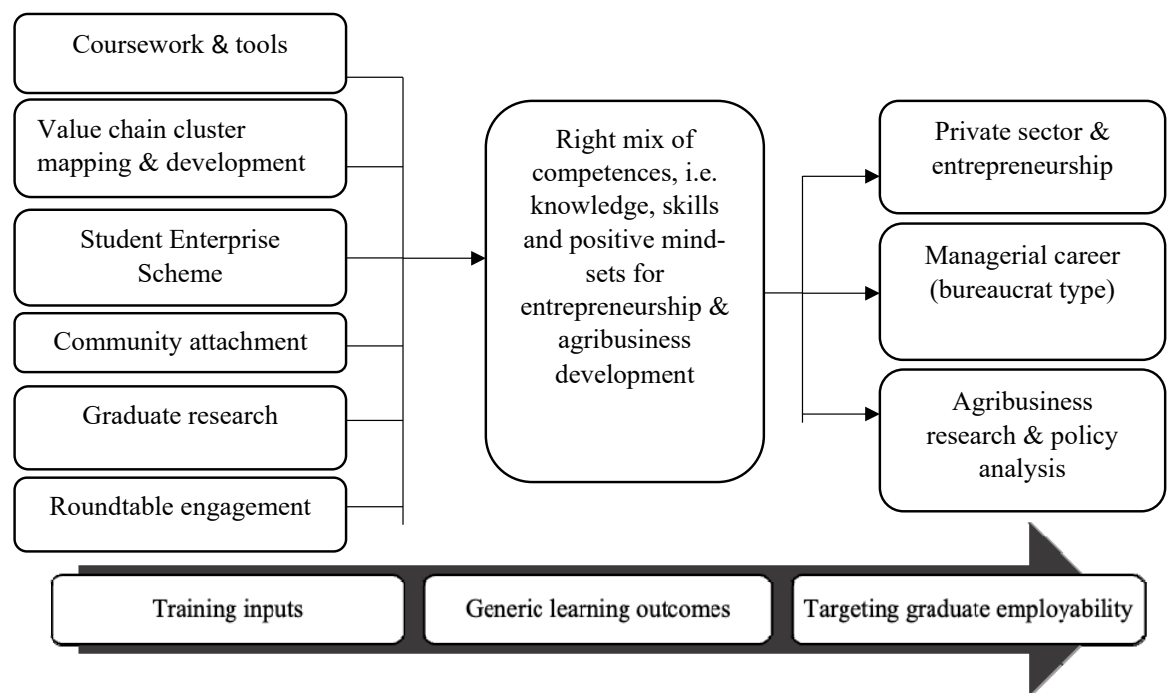 Coursework & tools
Value chain cluster
mapping & development
Student Enterprise
Scheme
Community attachment
Graduate research
Roundtable engagement
Right mix of
competences, i.e.
knowledge, skills
and positive mind-
sets for
entrepreneurship &
agribusiness
development
Private sector &
entrepreneurship
Managerial career
(bureaucrat type)
Agribusiness
research & policy
analysis
Training inputs
Generic learning outcomes
Targeting graduate employability